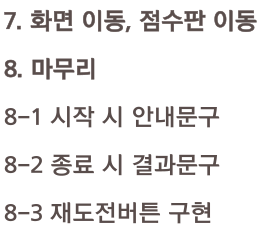 7. 화면 이동, 점수판 이동
8. 마무리
8-1 시작 시 안내문구
8-2 종료 시 결과문구
8-3 재도전버튼 구현